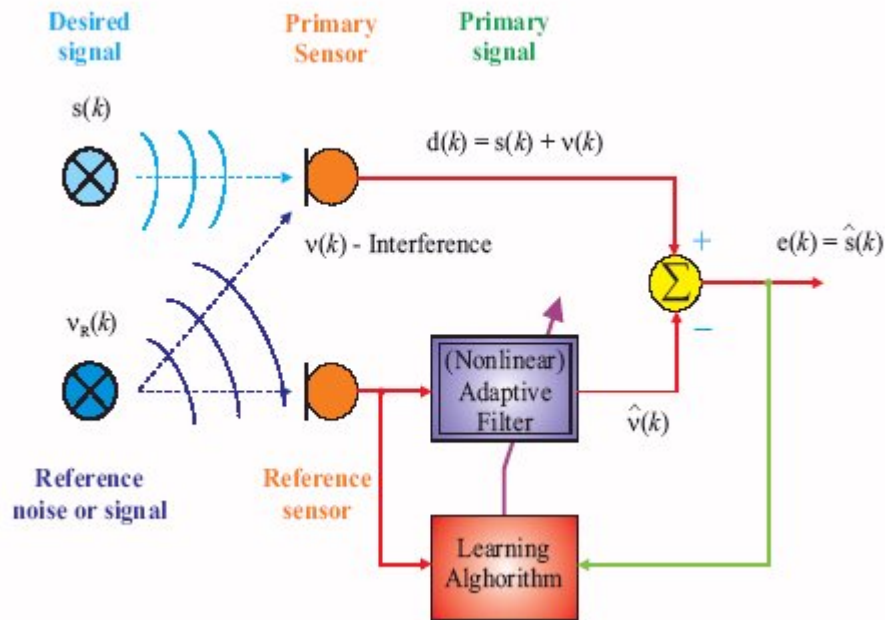 Desired
signal
Primary
Sensor
Primary
signal
s(k)
d(k) = s(k) + ν(k)
ν(k) - Interference
+
e(k) = ŝ(k)
Σ
−
ν_R(k)
(Nonlinear)
Adaptive
Filter
ν̂(k)
Reference
noise or signal
Reference
sensor
Learning
Alghorithm